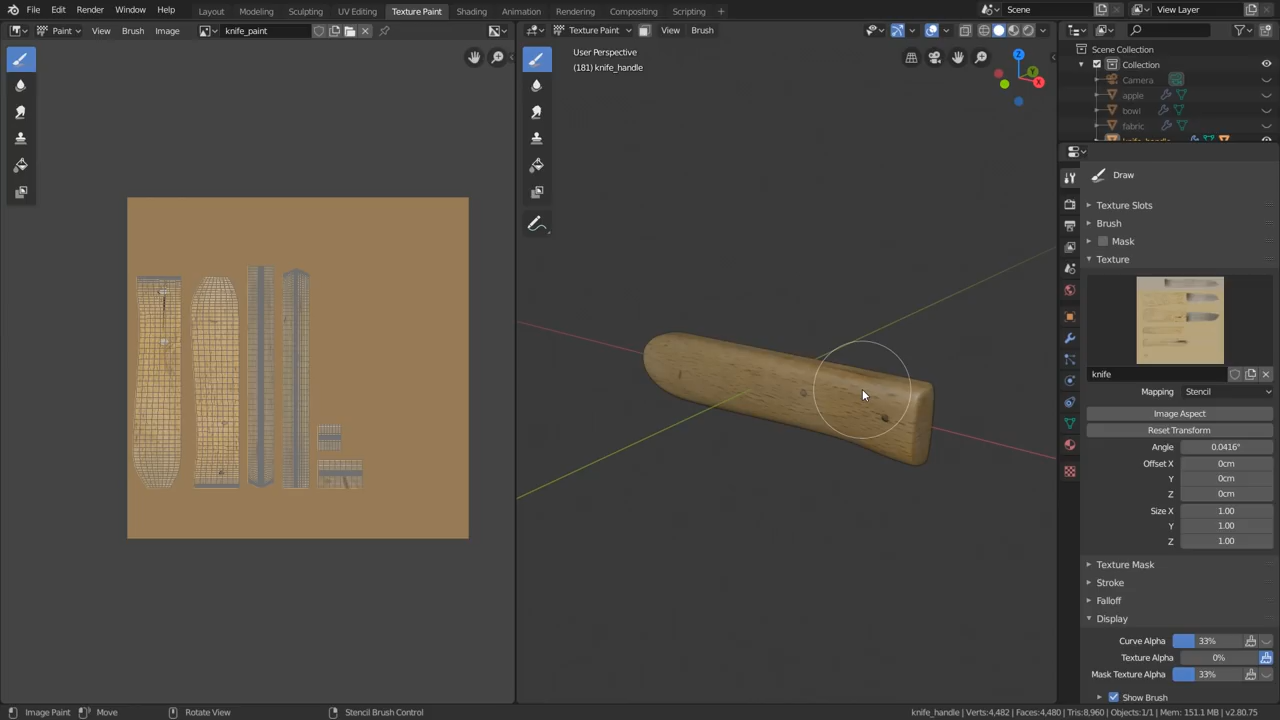 File Edit Render Window Help Layout Modeling Sculpting UV Editing Texture Paint Shading Animation Rendering Compositing Scripting + Scene View Layer
Paint View Brush Image knife_paint Texture Paint View Brush
User Perspective
(181) knife_handle
Z
Y
X
Scene Collection
Collection
Camera
apple
bowl
fabric
Draw
Texture Slots
Brush
Mask
Texture
knife
Mapping Stencil
Image Aspect
Reset Transform
Angle 0.0416°
Offset X 0cm
Y 0cm
Z 0cm
Size X 1.00
Y 1.00
Z 1.00
Texture Mask
Stroke
Falloff
Display
Curve Alpha 33%
Texture Alpha 0%
Mask Texture Alpha 33%
Show Brush
Image Paint Move Rotate View Stencil Brush Control knife_handle | Verts:4,482 | Faces:4,480 | Tris:8,960 | Objects:1/1 | Mem: 151.1 MB | v2.80.75